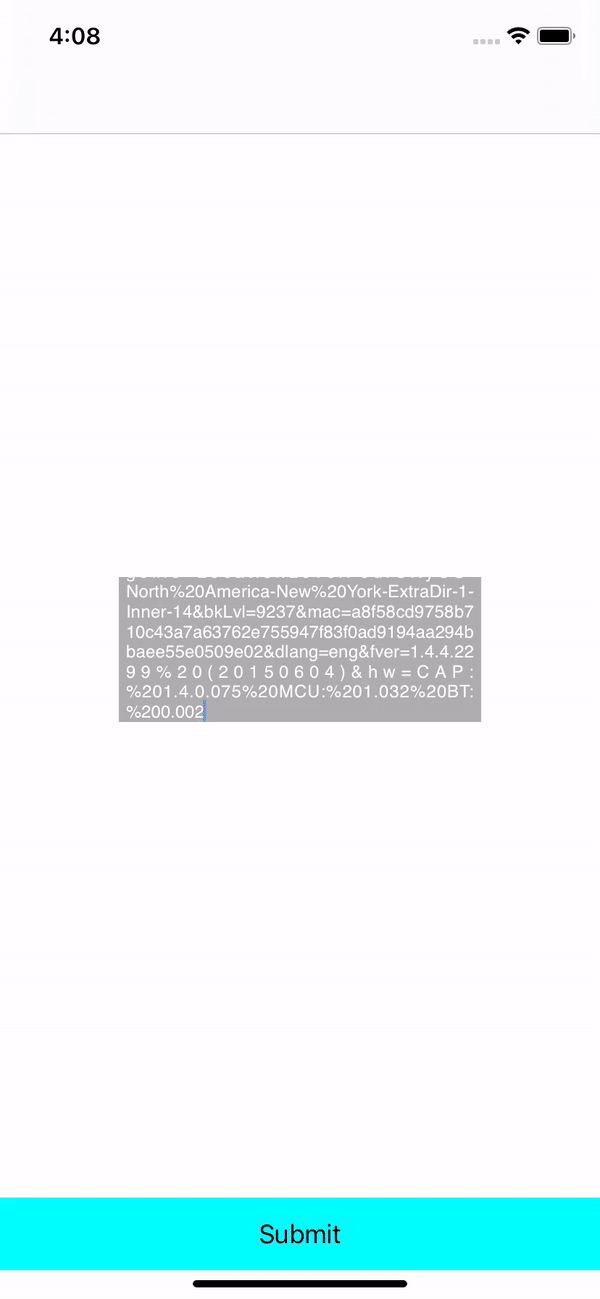 4:08
North%20America-New%20York-ExtraDir-1-
Inner-14&bkLvl=9237&mac=a8f58cd9758b7
10c43a7a63762e755947f83f0ad9194aa294b
baee55e0509e02&dlang=eng&fver=1.4.4.22
99%20(20150604)&hw=CAP:
%201.4.0.075%20MCU:%201.032%20BT:
%200.002
Submit